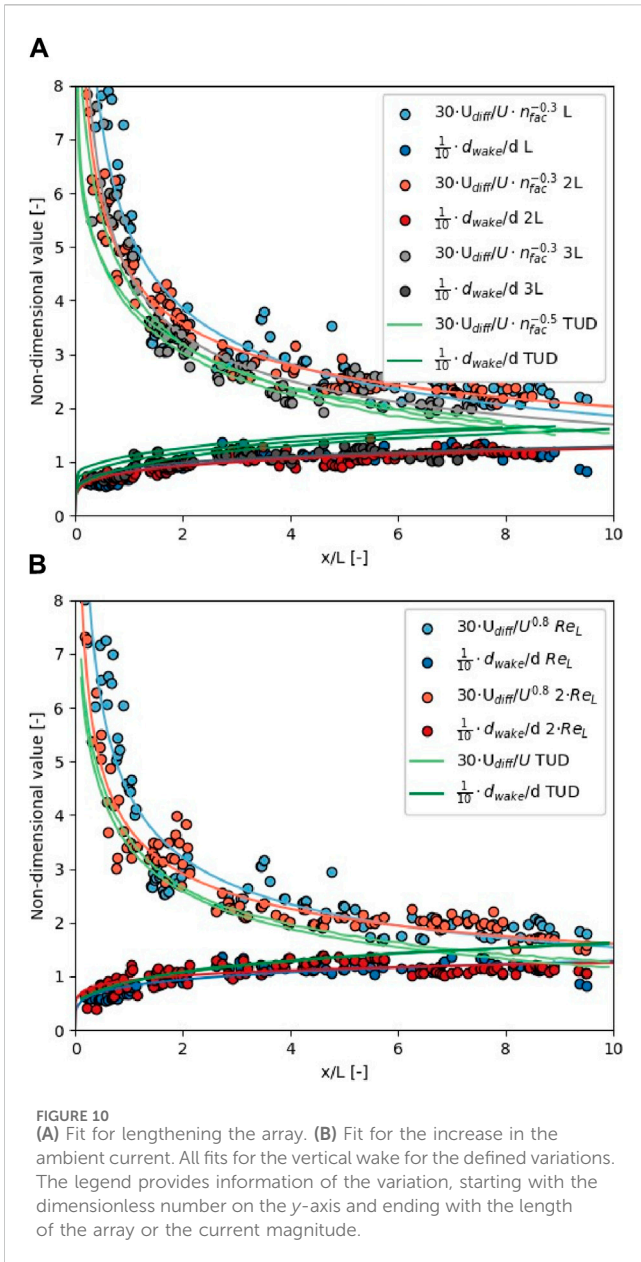 A
8
7
6
5
4
3
2
1
0
Non-dimensional value [-]
30·U_diff/U · n_fac^−0.3 L
1/10 · d_wake/d L
30·U_diff/U · n_fac^−0.3 2L
1/10 · d_wake/d 2L
30·U_diff/U · n_fac^−0.3 3L
1/10 · d_wake/d 3L
30·U_diff/U · n_fac^−0.5 TUD
1/10 · d_wake/d TUD
0 2 4 6 8 10
x/L [-]
B
8
7
6
5
4
3
2
1
0
Non-dimensional value [-]
30·U_diff/U^0.8 Re_L
1/10 · d_wake/d Re_L
30·U_diff/U^0.8 2·Re_L
1/10 · d_wake/d 2·Re_L
30·U_diff/U TUD
1/10 · d_wake/d TUD
0 2 4 6 8 10
x/L [-]
FIGURE 10
(A) Fit for lengthening the array. (B) Fit for the increase in the
ambient current. All fits for the vertical wake for the defined variations.
The legend provides information of the variation, starting with the
dimensionless number on the y-axis and ending with the length
of the array or the current magnitude.